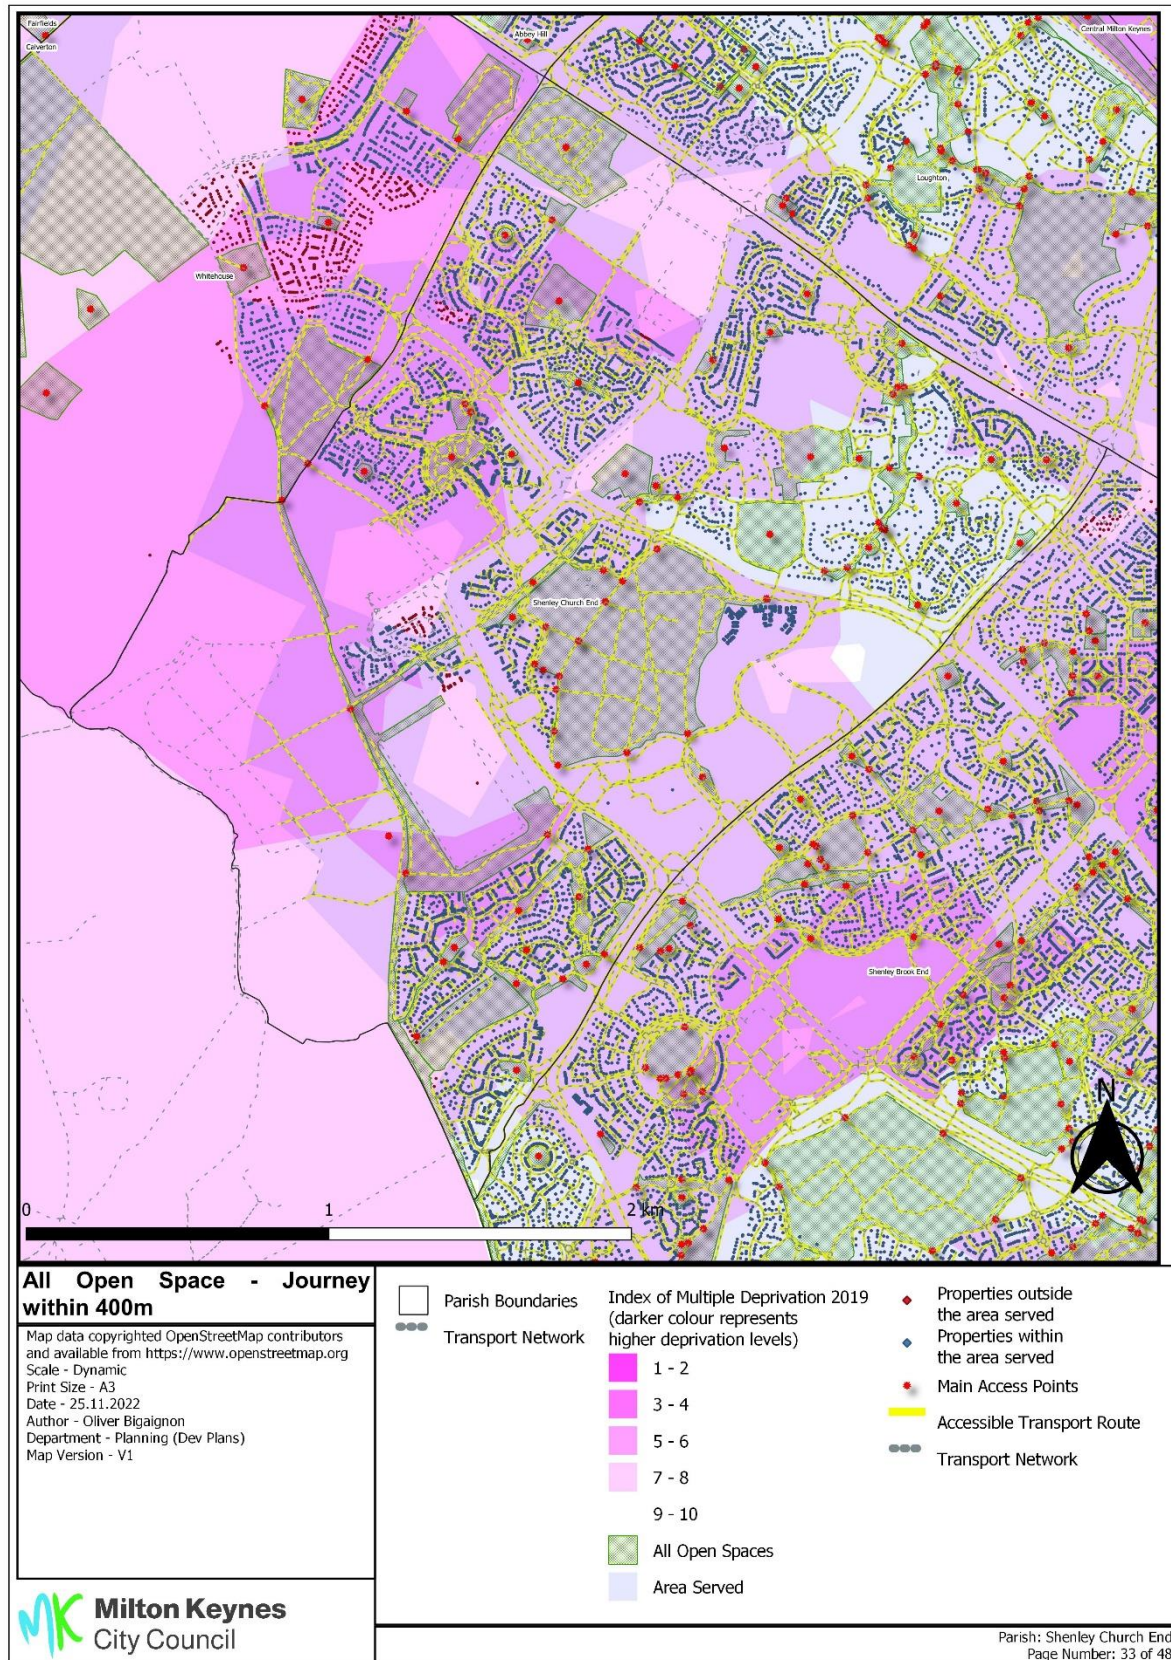 Fairfields
Calverton
Abbey Hill
Central Milton Keynes
Loughton
Whitehouse
Shenley Church End
Shenley Brook End
N
0 1 2 km
All Open Space - Journey
within 400m
Map data copyrighted OpenStreetMap contributors
and available from https://www.openstreetmap.org
Scale - Dynamic
Print Size - A3
Date - 25.11.2022
Author - Oliver Bigaignon
Department - Planning (Dev Plans)
Map Version - V1
MK Milton Keynes
City Council
Parish Boundaries
Transport Network
Index of Multiple Deprivation 2019
(darker colour represents
higher deprivation levels)
1 - 2
3 - 4
5 - 6
7 - 8
9 - 10
All Open Spaces
Area Served
Properties outside
the area served
Properties within
the area served
Main Access Points
Accessible Transport Route
Transport Network
Parish: Shenley Church End
Page Number: 33 of 48